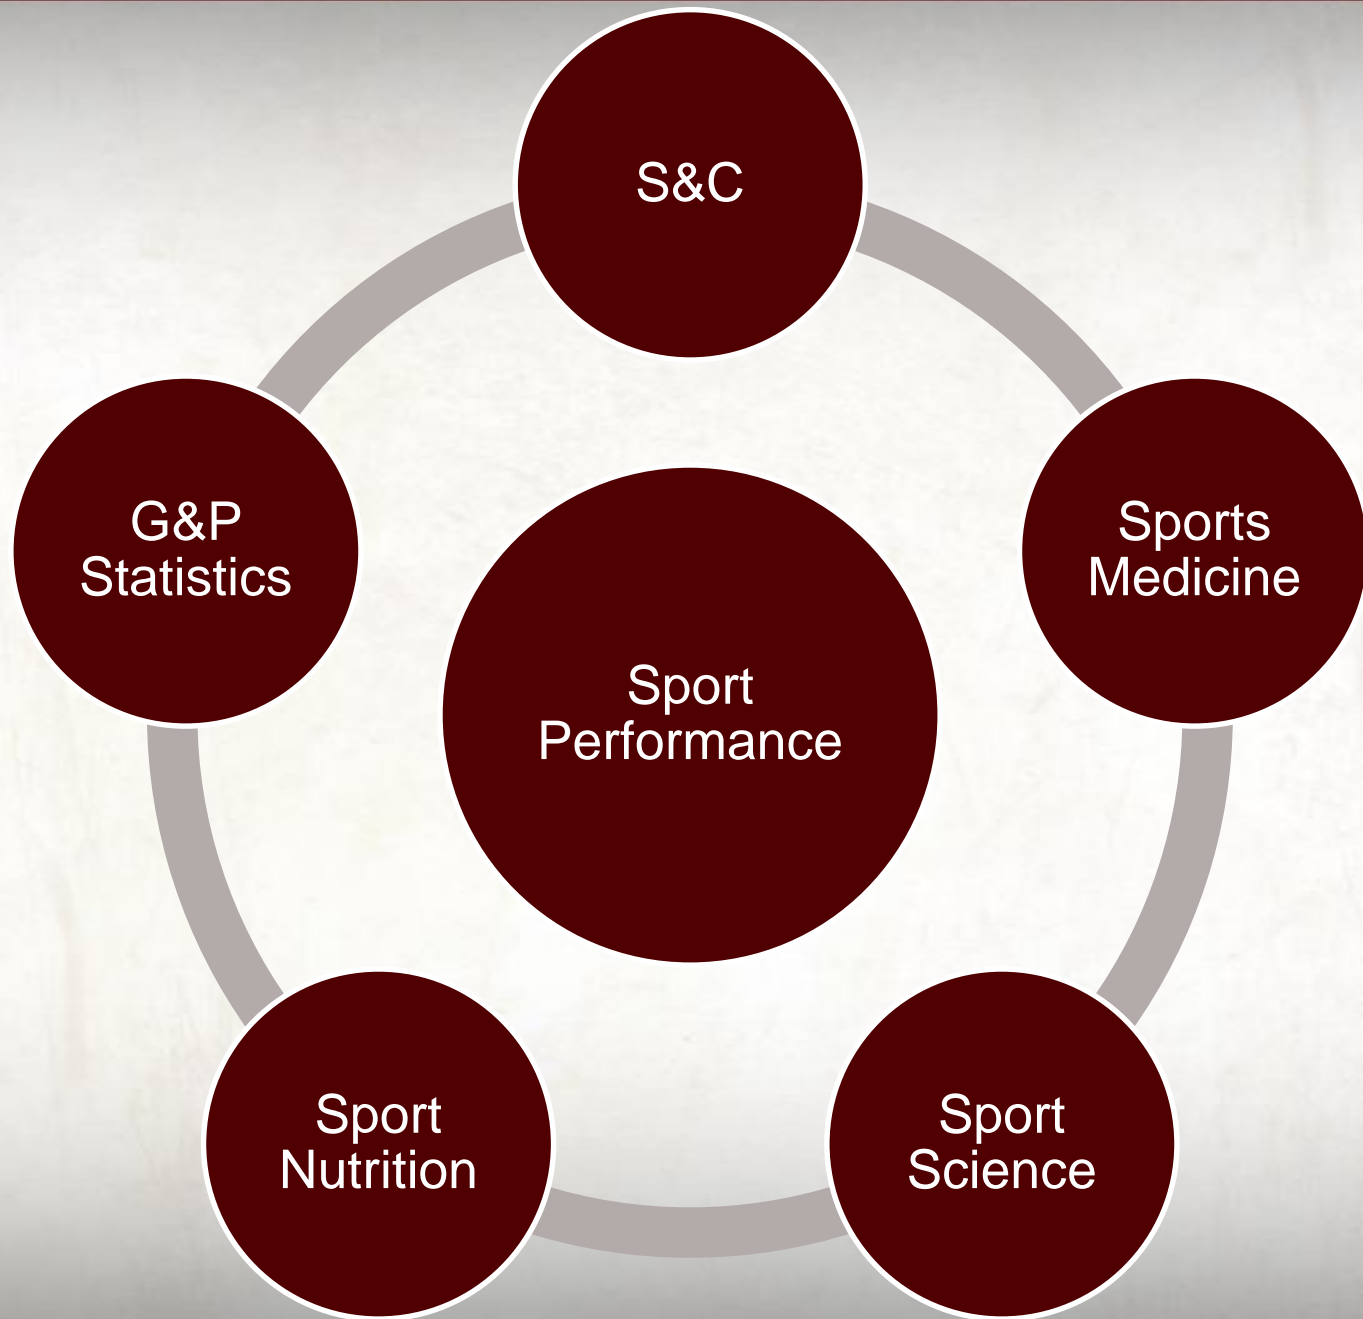 S&C
G&P
Statistics
Sports
Medicine
Sport
Performance
Sport
Nutrition
Sport
Science